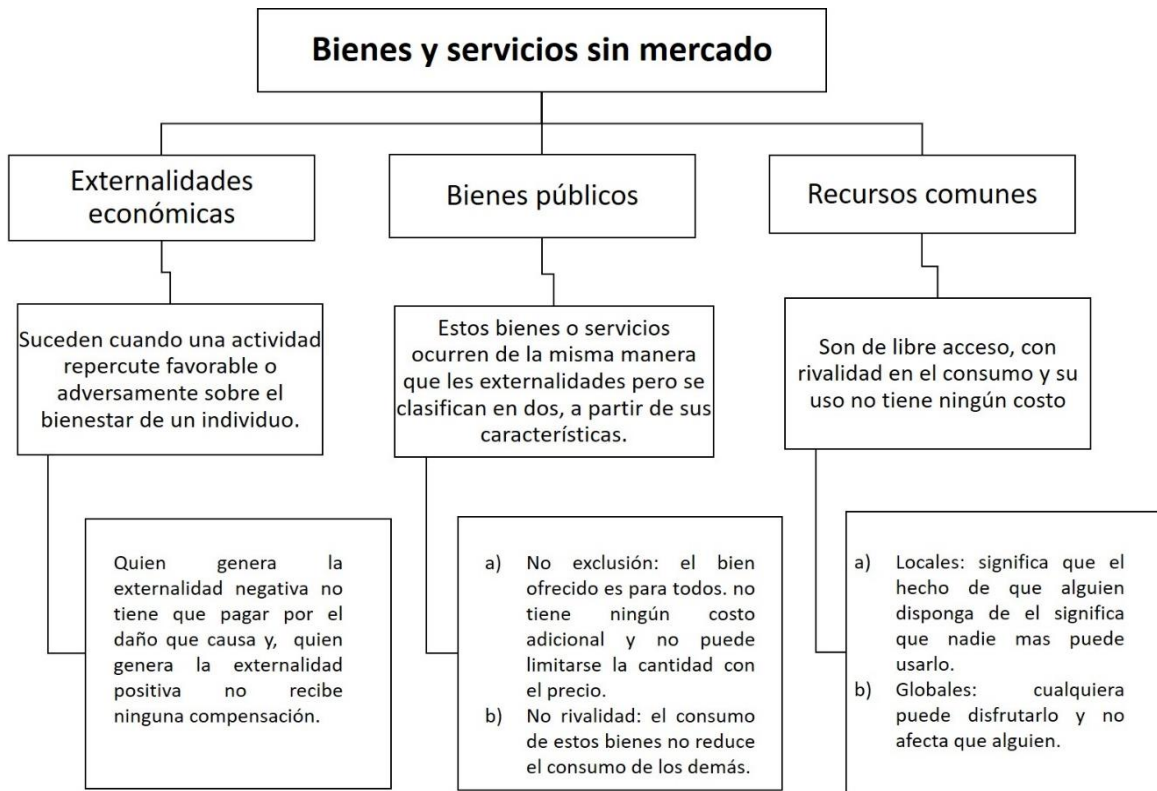 Bienes y servicios sin mercado
Externalidades
económicas
Bienes públicos
Recursos comunes
Suceden cuando una actividad
repercute favorable o
adversamente sobre el
bienestar de un individuo.
Estos bienes o servicios
ocurren de la misma manera
que les externalidades pero se
clasifican en dos, a partir de sus
características.
Son de libre acceso, con
rivalidad en el consumo y su
uso no tiene ningún costo
Quien genera la
externalidad negativa no
tiene que pagar por el
daño que causa y, quien
genera la externalidad
positiva no recibe
ninguna compensación.
a) No exclusión: el bien
ofrecido es para todos. no
tiene ningún costo
adicional y no puede
limitarse la cantidad con
el precio.
b) No rivalidad: el consumo
de estos bienes no reduce
el consumo de los demás.
a) Locales: significa que el
hecho de que alguien
disponga de el significa
que nadie mas puede
usarlo.
b) Globales: cualquiera
puede disfrutarlo y no
afecta que alguien.